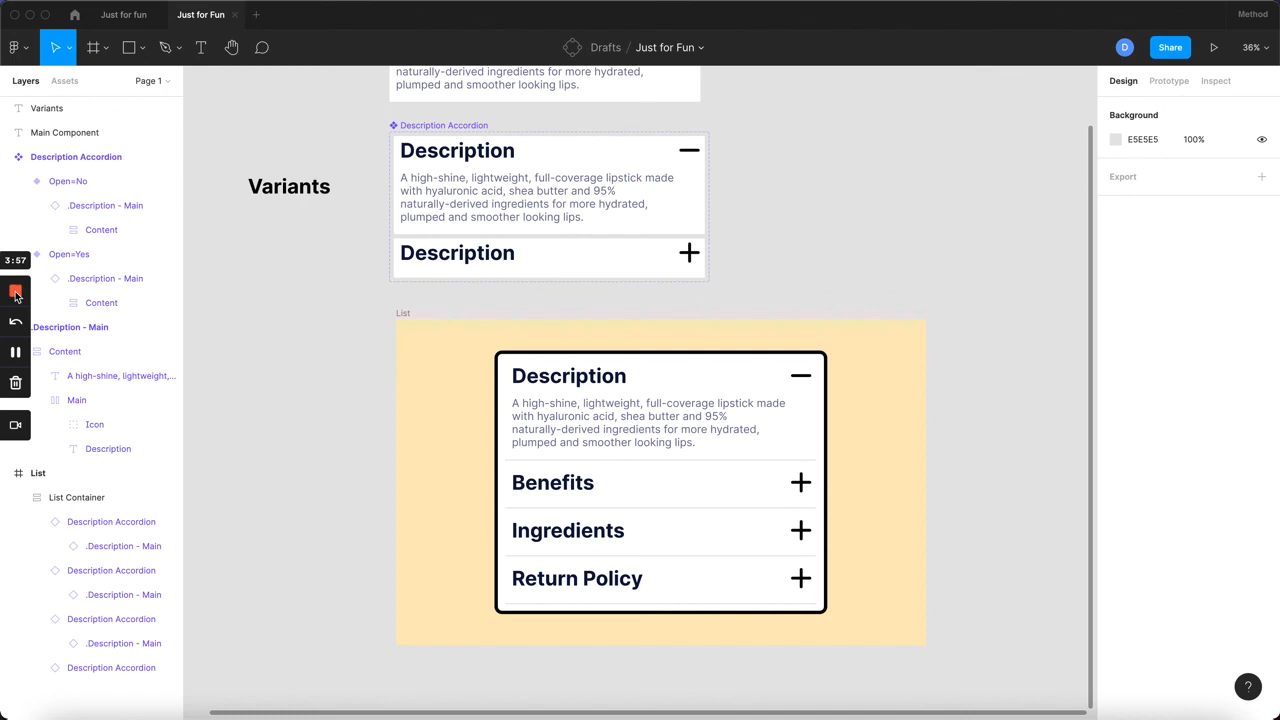 Just for fun
Just for Fun
Method
Drafts / Just for Fun
D
Share
36%
Layers
Assets
Page 1
Variants
Main Component
Description Accordion
Open=No
.Description - Main
Content
Open=Yes
.Description - Main
Content
.Description - Main
Content
A high-shine, lightweight,...
Main
Icon
Description
List
List Container
Description Accordion
.Description - Main
Description Accordion
.Description - Main
Description Accordion
.Description - Main
Description Accordion
3:57
naturally-derived ingredients for more hydrated,
plumped and smoother looking lips.
Description Accordion
Variants
Description
A high-shine, lightweight, full-coverage lipstick made
with hyaluronic acid, shea butter and 95%
naturally-derived ingredients for more hydrated,
plumped and smoother looking lips.
Description
List
Description
A high-shine, lightweight, full-coverage lipstick made
with hyaluronic acid, shea butter and 95%
naturally-derived ingredients for more hydrated,
plumped and smoother looking lips.
Benefits
Ingredients
Return Policy
Design
Prototype
Inspect
Background
E5E5E5
100%
Export
?